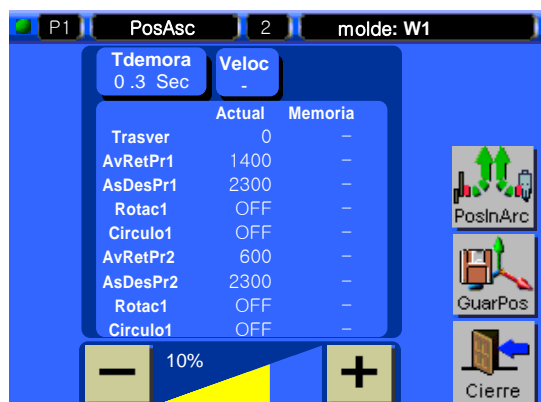 P1 PosAsc 2 molde: W1
Tdemora Veloc
0.3 Sec -
Actual Memoria
Trasver 0 -
AvRetPr1 1400 -
AsDesPr1 2300 -
Rotac1 OFF -
Circulo1 OFF -
AvRetPr2 600 -
AsDesPr2 2300 -
Rotac1 OFF -
Circulo1 OFF -
PosInArc
GuarPos
Cierre
− 10% +